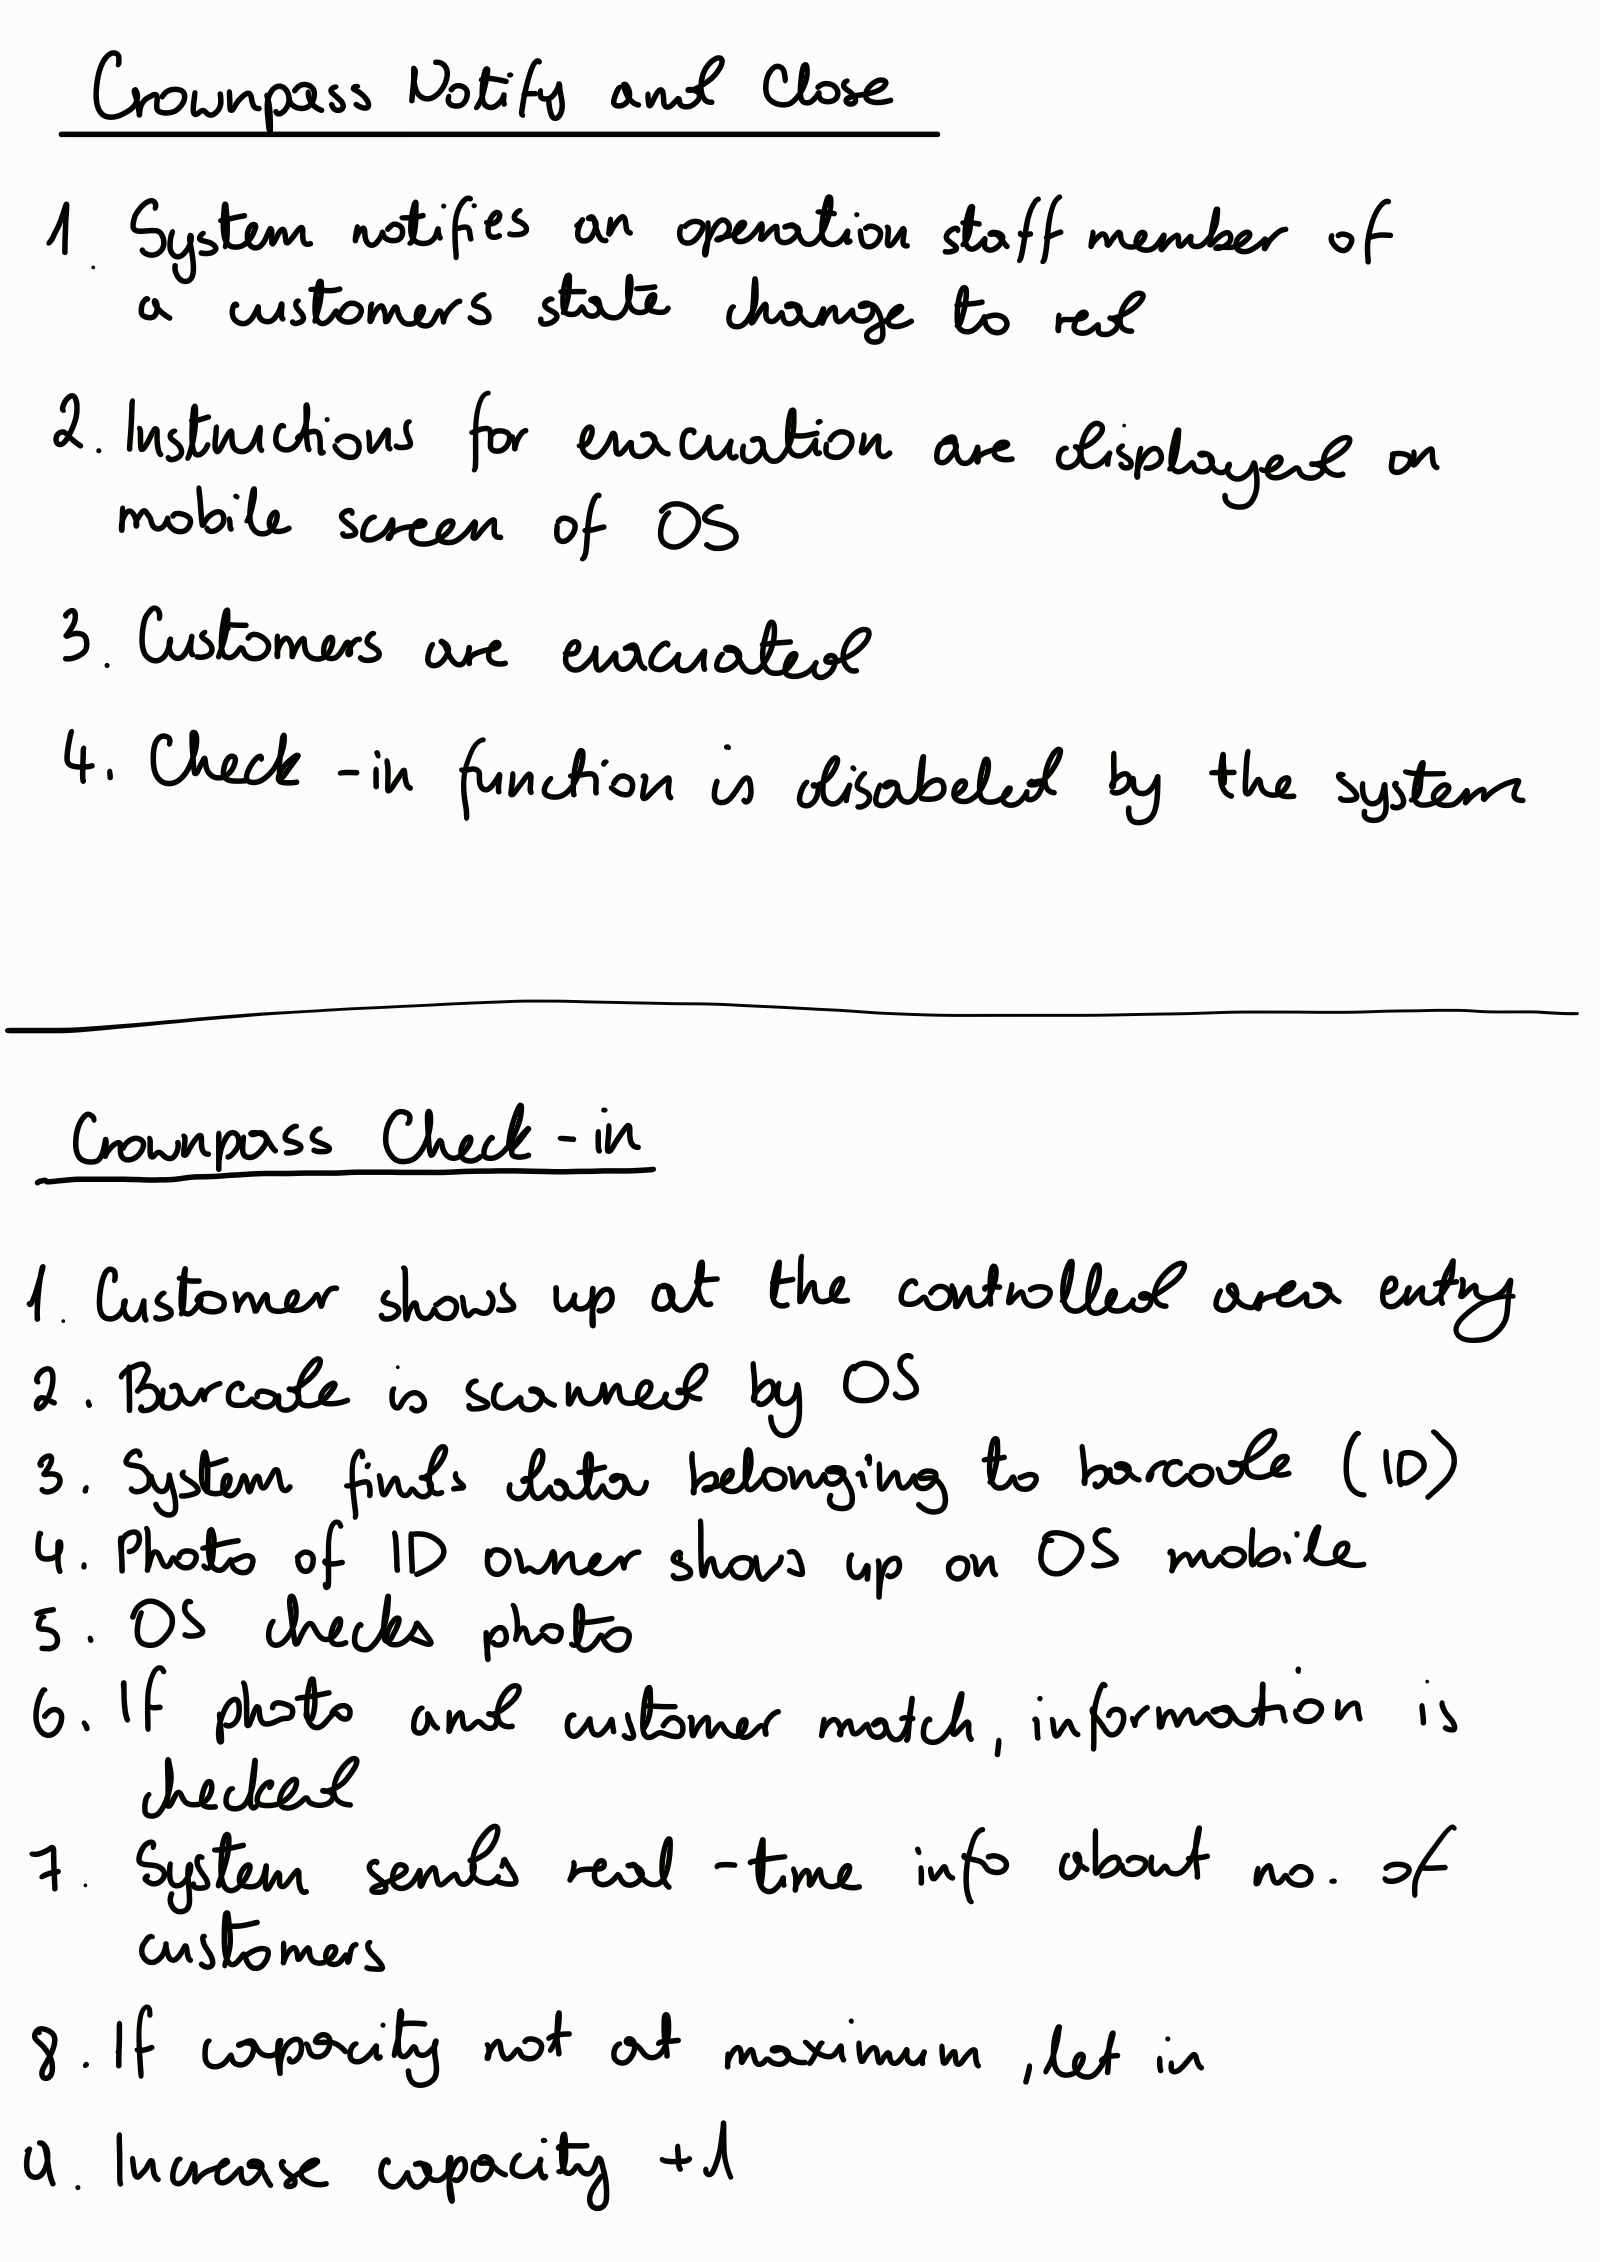 Crownpass Notify and Close
1. System notifies an operation staff member of
a customers state change to red
2. Instructions for evacuation are displayed on
mobile screen of OS
3. Customers are evacuated
4. Check-in function is disabeled by the system
Crownpass Check-in
1. Customer shows up at the controlled area entry
2. Barcode is scanned by OS
3. System finds data belonging to barcode (ID)
4. Photo of ID owner shows up on OS mobile
5. OS checks photo
6. If photo and customer match, information is
checked
7. System sends real-time info about no. of
customers
8. If capacity not at maximum, let in
9. Increase capacity +1